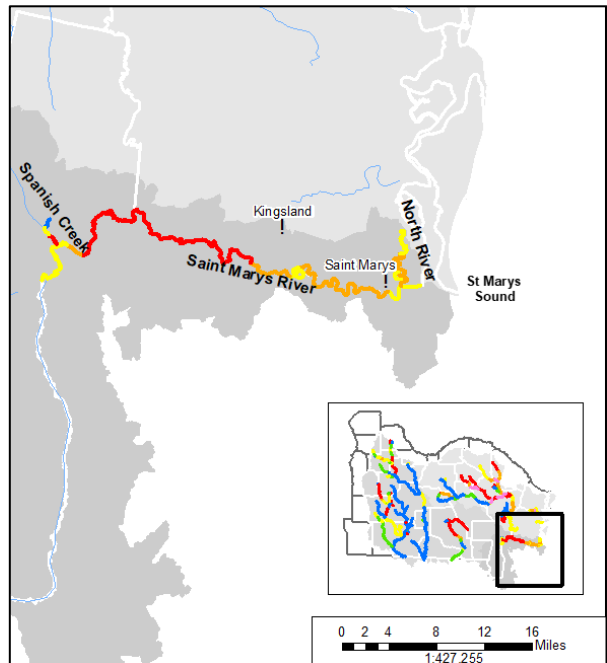 Spanish Creek
Kingsland
North River
Saint Marys River
Saint Marys
St Marys
Sound
0 2 4 8 12 16
Miles
1:427,255